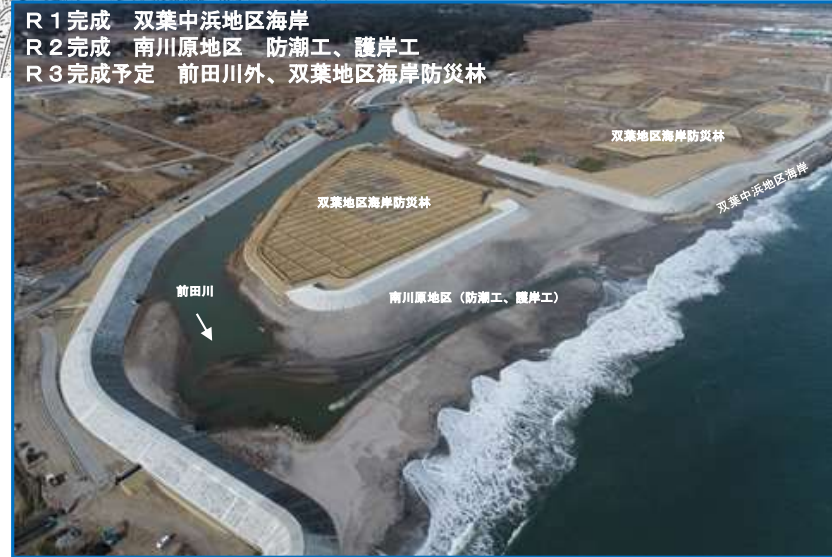 R1完成　双葉中浜地区海岸
R2完成　南川原地区　防潮工、護岸工
R3完成予定　前田川外、双葉地区海岸防災林
双葉地区海岸防災林
双葉中浜地区海岸
双葉地区海岸防災林
前田川
南川原地区（防潮工、護岸工）